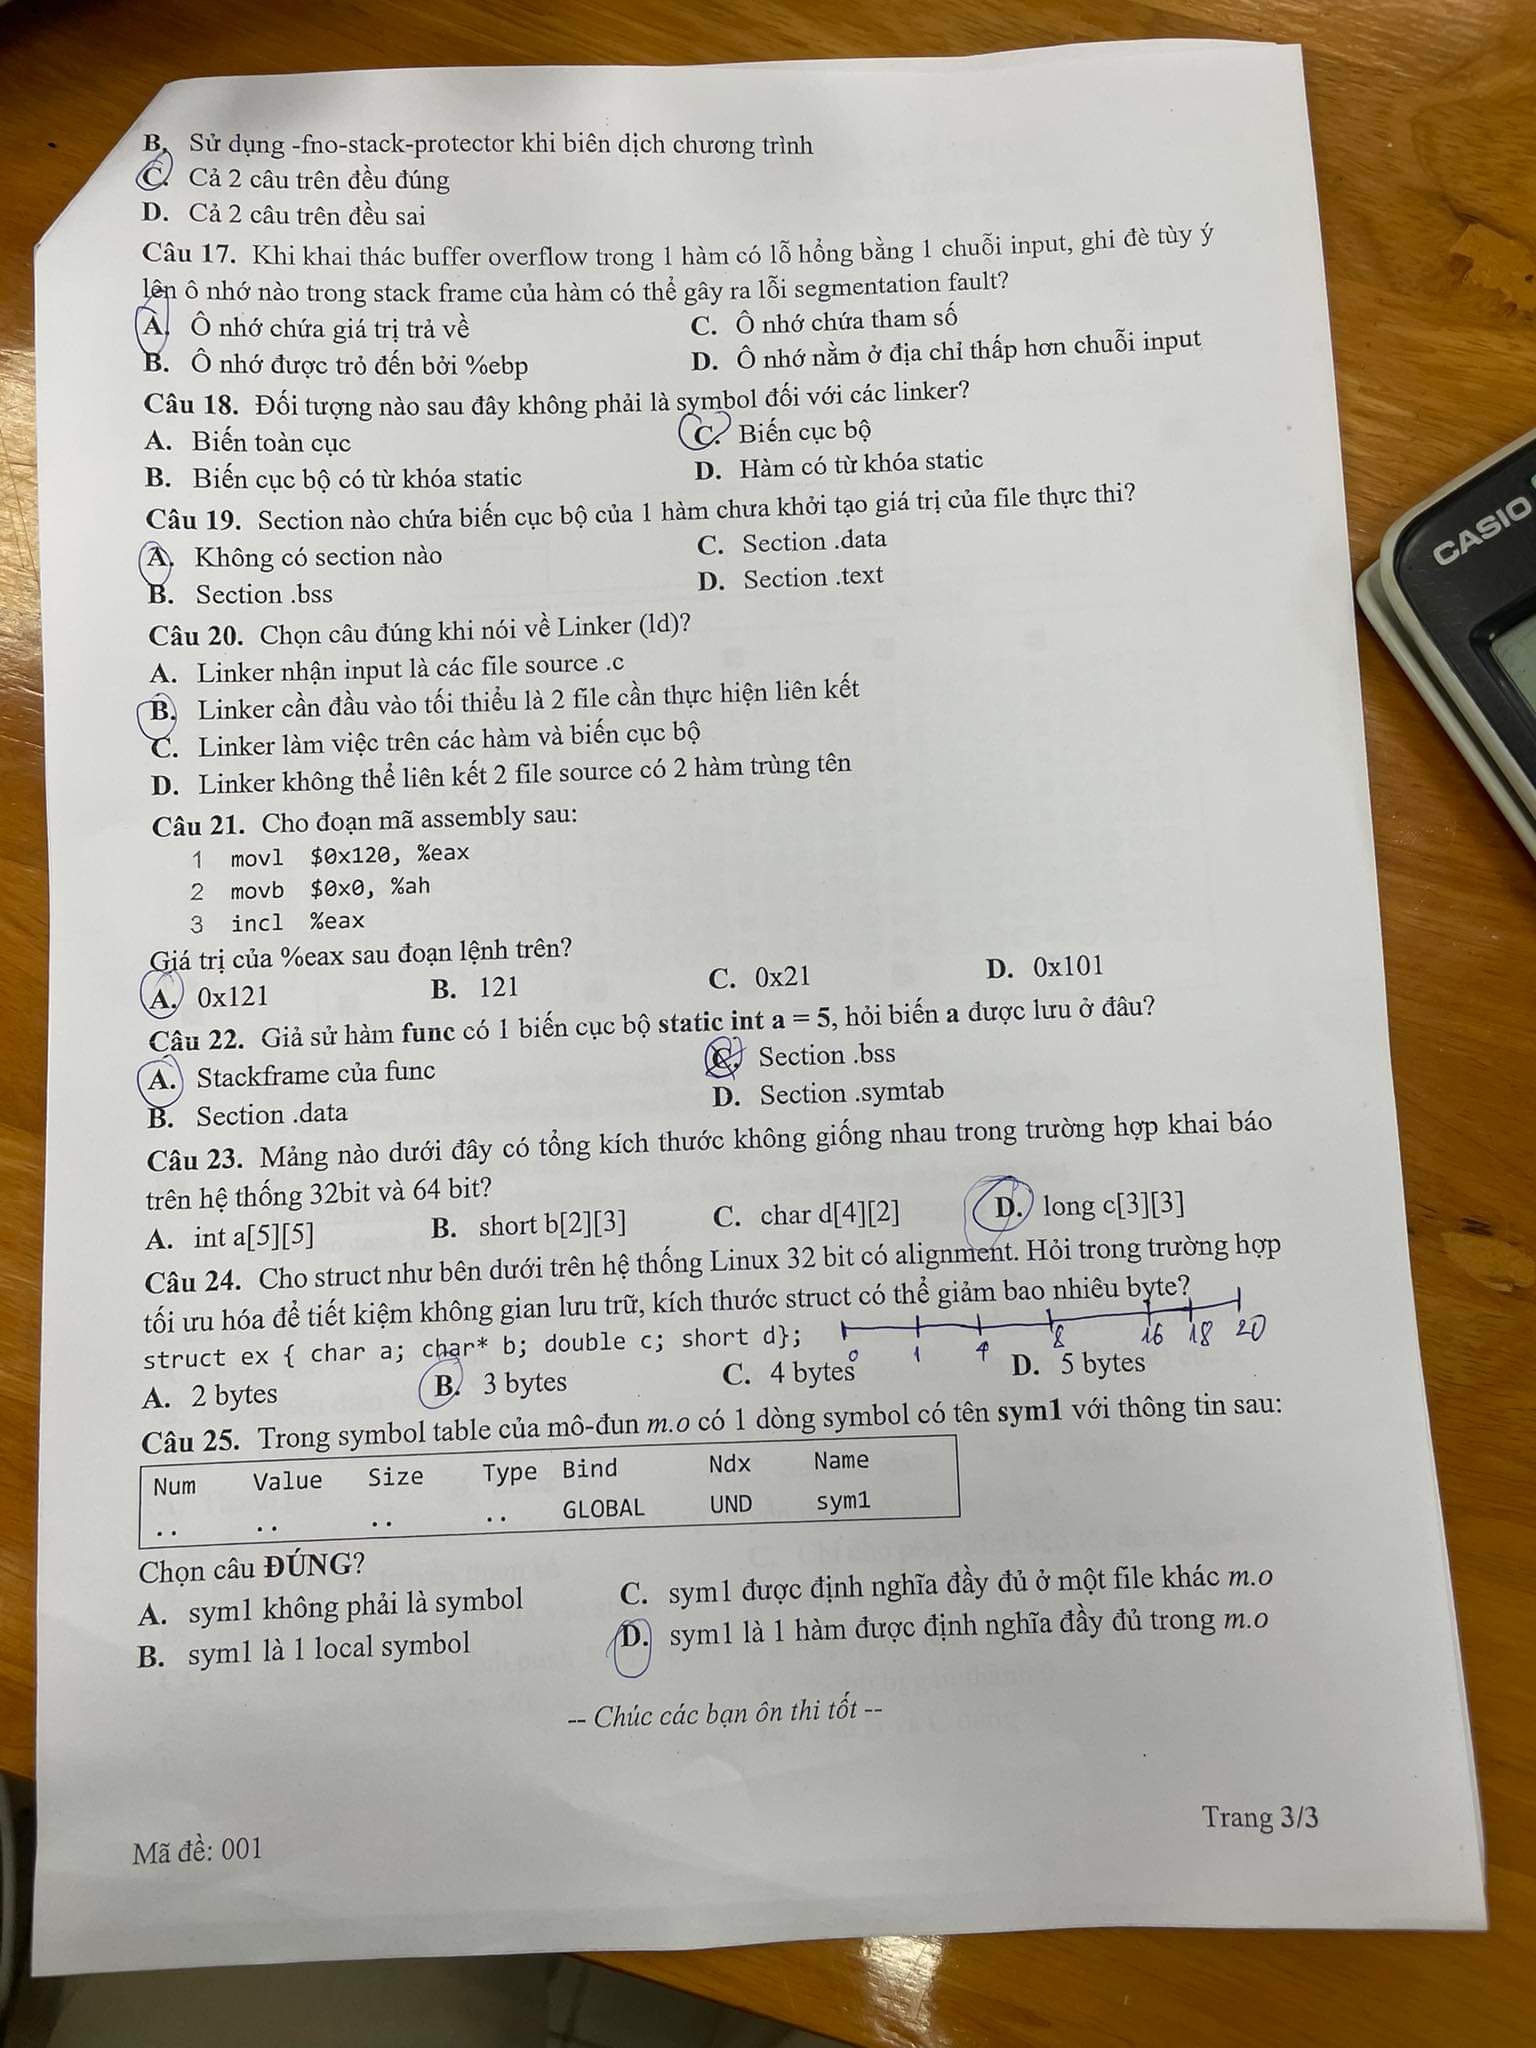 B. Sử dụng -fno-stack-protector khi biên dịch chương trình
C. Cả 2 câu trên đều đúng
D. Cả 2 câu trên đều sai
Câu 17. Khi khai thác buffer overflow trong 1 hàm có lỗ hổng bằng 1 chuỗi input, ghi đè tùy ý
lên ô nhớ nào trong stack frame của hàm có thể gây ra lỗi segmentation fault?
A. Ô nhớ chứa giá trị trả về C. Ô nhớ chứa tham số
B. Ô nhớ được trỏ đến bởi %ebp D. Ô nhớ nằm ở địa chỉ thấp hơn chuỗi input
Câu 18. Đối tượng nào sau đây không phải là symbol đối với các linker?
A. Biến toàn cục C. Biến cục bộ
B. Biến cục bộ có từ khóa static D. Hàm có từ khóa static
Câu 19. Section nào chứa biến cục bộ của 1 hàm chưa khởi tạo giá trị của file thực thi?
A. Không có section nào C. Section .data
B. Section .bss D. Section .text
Câu 20. Chọn câu đúng khi nói về Linker (ld)?
A. Linker nhận input là các file source .c
B. Linker cần đầu vào tối thiểu là 2 file cần thực hiện liên kết
C. Linker làm việc trên các hàm và biến cục bộ
D. Linker không thể liên kết 2 file source có 2 hàm trùng tên
Câu 21. Cho đoạn mã assembly sau:
1 movl $0x120, %eax
2 movb $0x0, %ah
3 incl %eax
Giá trị của %eax sau đoạn lệnh trên?
A. 0x121 B. 121 C. 0x21 D. 0x101
Câu 22. Giả sử hàm func có 1 biến cục bộ static int a = 5, hỏi biến a được lưu ở đâu?
A. Stackframe của func C. Section .bss
B. Section .data D. Section .symtab
Câu 23. Mảng nào dưới đây có tổng kích thước không giống nhau trong trường hợp khai báo
trên hệ thống 32bit và 64 bit?
A. int a[5][5] B. short b[2][3] C. char d[4][2] D. long c[3][3]
Câu 24. Cho struct như bên dưới trên hệ thống Linux 32 bit có alignment. Hỏi trong trường hợp
tối ưu hóa để tiết kiệm không gian lưu trữ, kích thước struct có thể giảm bao nhiêu byte?
struct ex { char a; char* b; double c; short d};
0 1 4 8 16 18 20
A. 2 bytes B. 3 bytes C. 4 bytes D. 5 bytes
Câu 25. Trong symbol table của mô-đun m.o có 1 dòng symbol có tên sym1 với thông tin sau:
Num Value Size Type Bind Ndx Name
.. .. .. .. GLOBAL UND sym1
Chọn câu ĐÚNG?
A. sym1 không phải là symbol C. sym1 được định nghĩa đầy đủ ở một file khác m.o
B. sym1 là 1 local symbol D. sym1 là 1 hàm được định nghĩa đầy đủ trong m.o
-- Chúc các bạn ôn thi tốt --
Trang 3/3
Mã đề: 001
CASIO